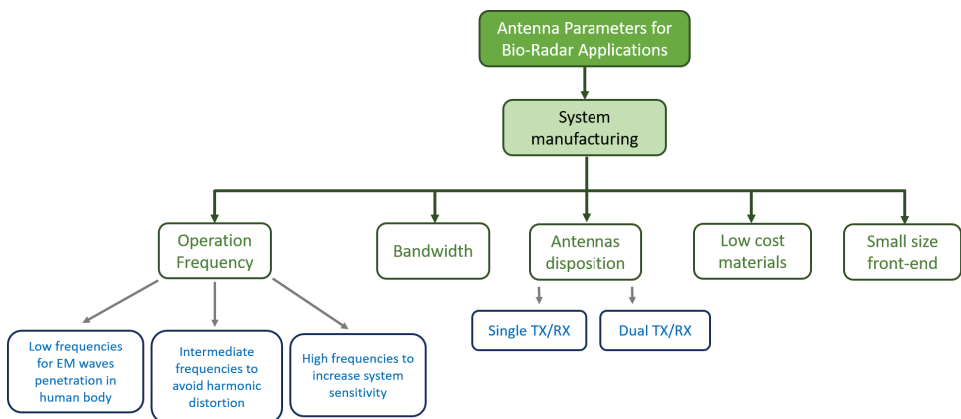 Antenna Parameters for
Bio-Radar Applications
System
manufacturing
Operation
Frequency
Bandwidth
Antennas
disposition
Low cost
materials
Small size
front-end
Low frequencies
for EM waves
penetration in
human body
Intermediate
frequencies to
avoid harmonic
distortion
High frequencies to
increase system
sensitivity
Single TX/RX
Dual TX/RX